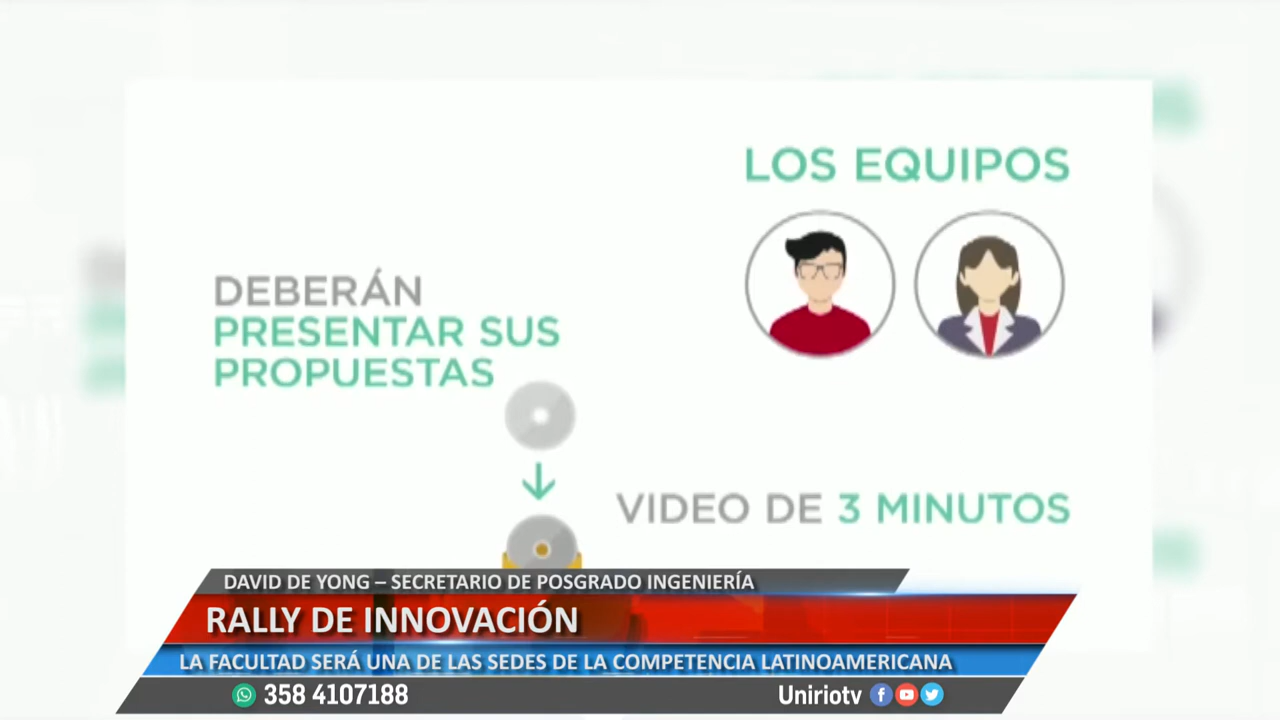 LOS EQUIPOS
DEBERÁN
PRESENTAR SUS
PROPUESTAS
VIDEO DE 3 MINUTOS
DAVID DE YONG – SECRETARIO DE POSGRADO INGENIERÍA
RALLY DE INNOVACIÓN
LA FACULTAD SERÁ UNA DE LAS SEDES DE LA COMPETENCIA LATINOAMERICANA
358 4107188
Uniriotv